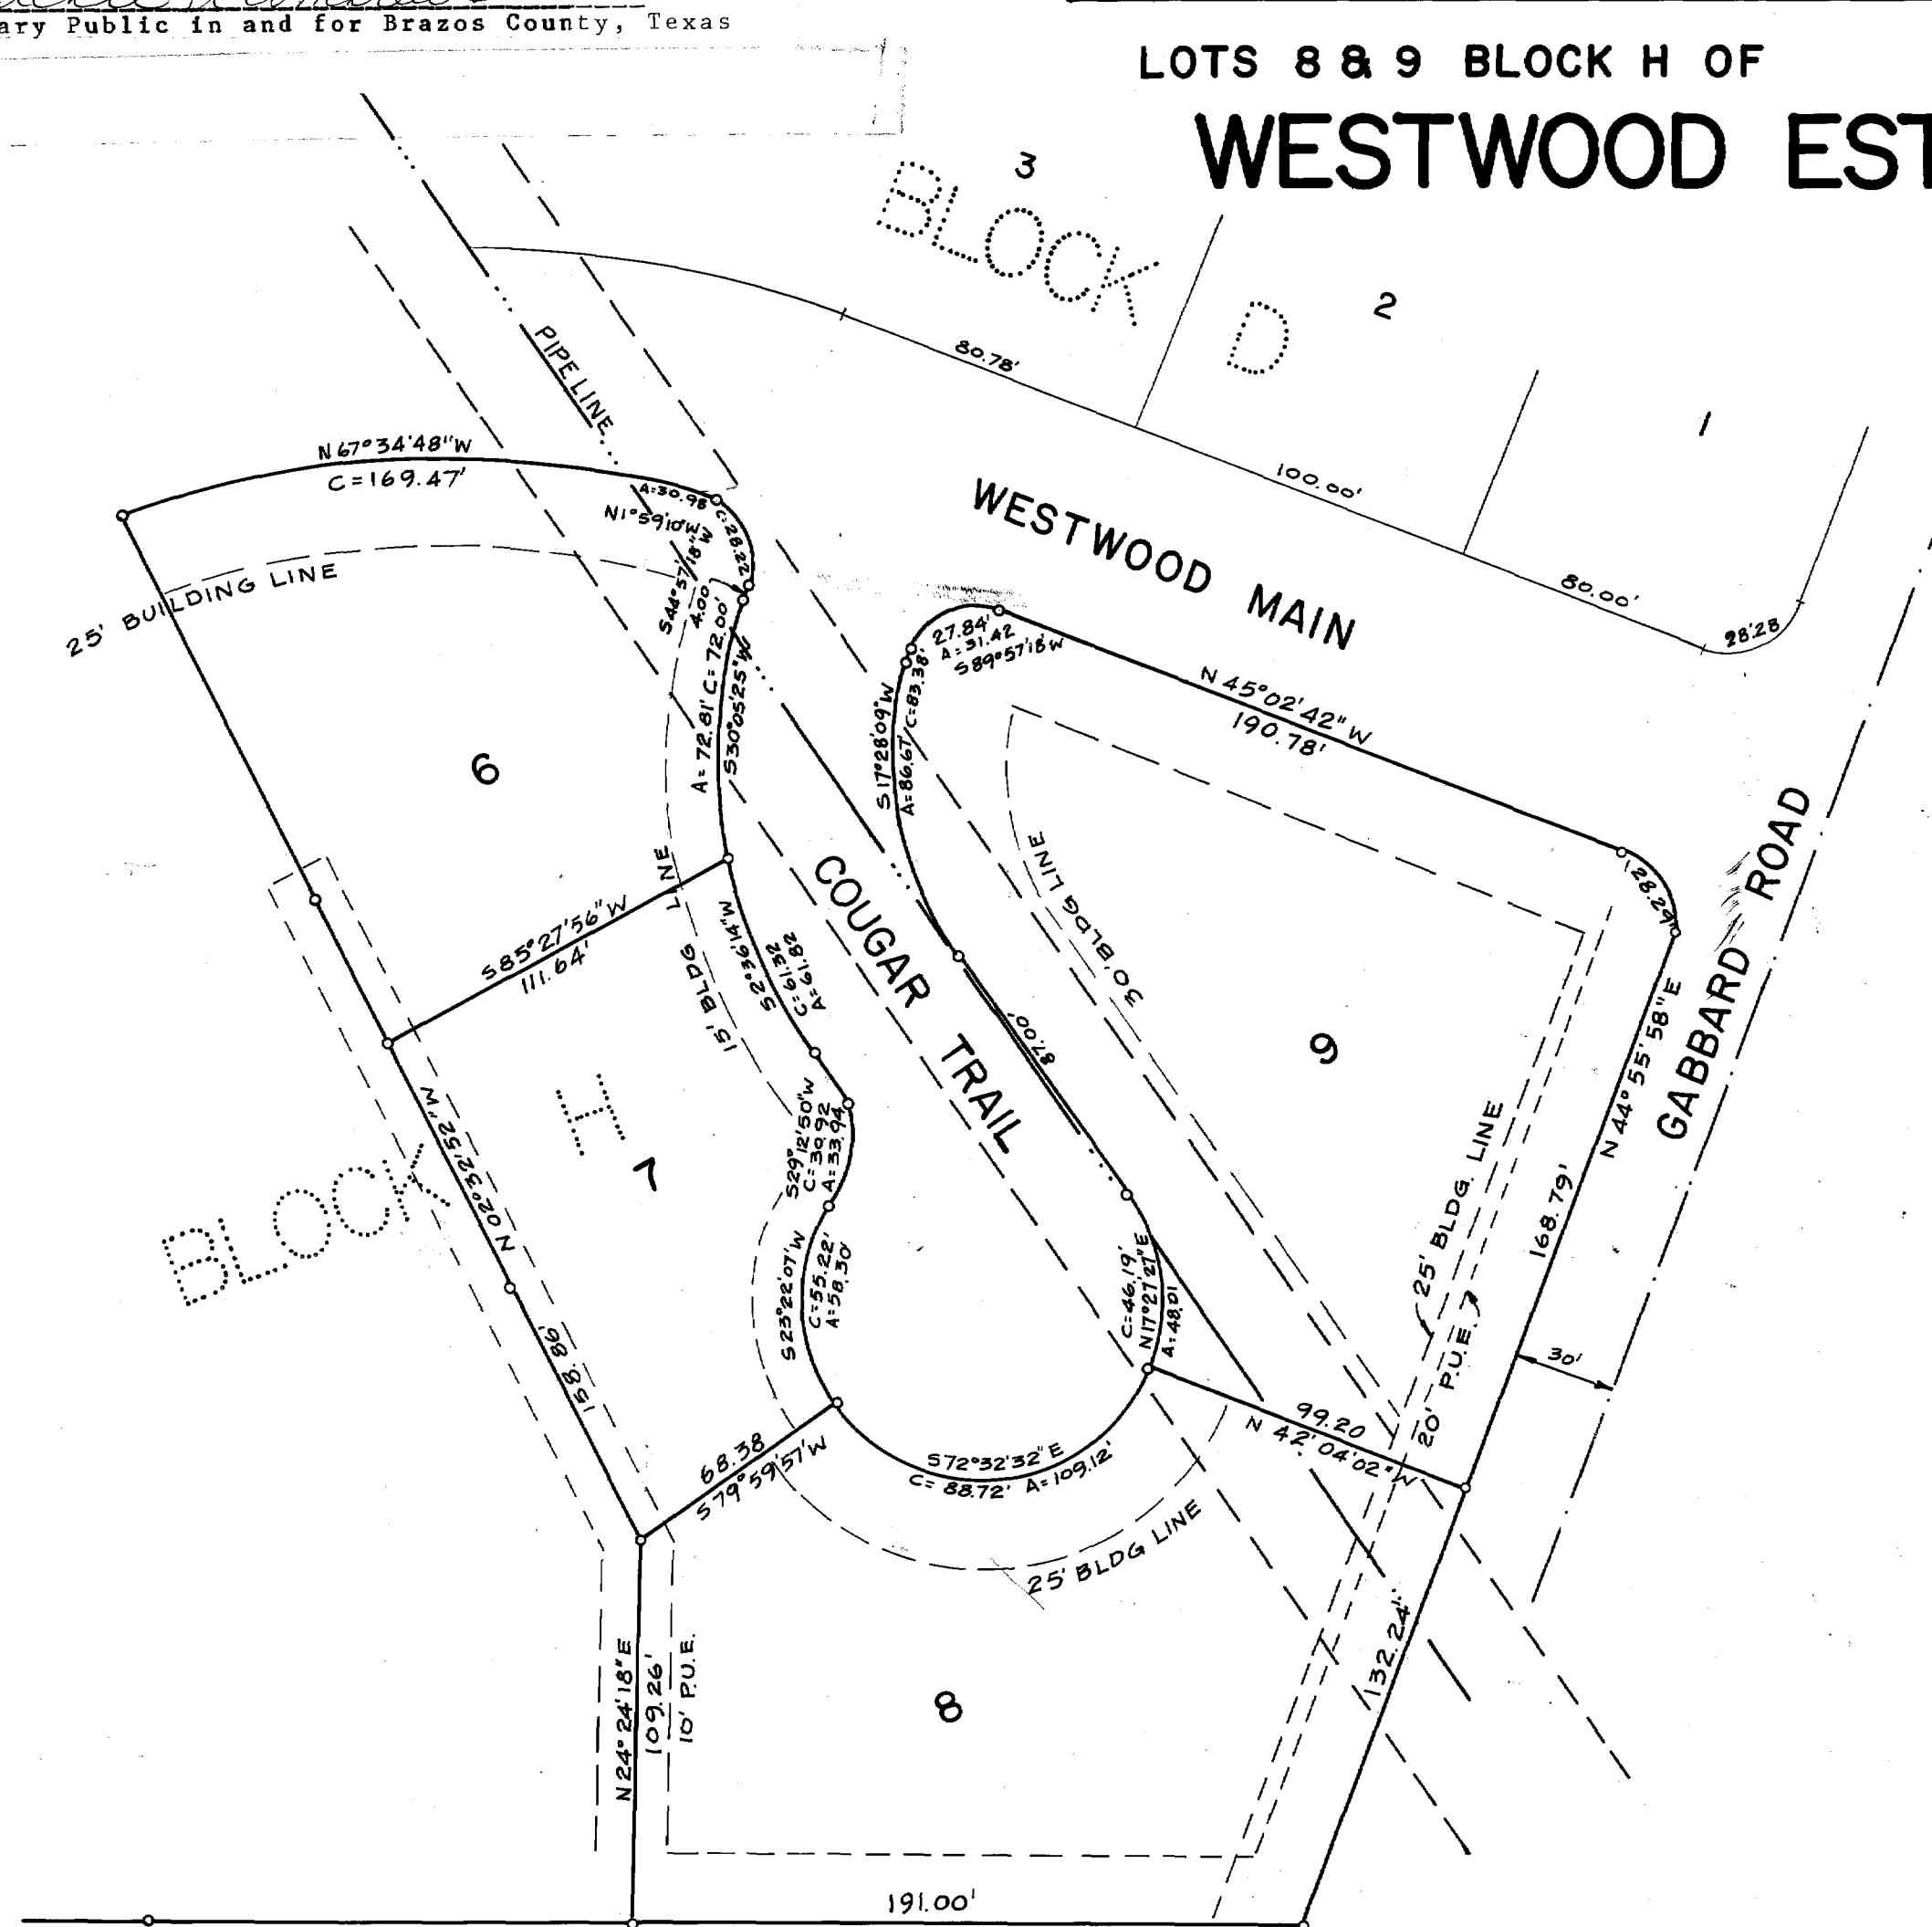 ary Public in and for Brazos County, Texas
LOTS 8 & 9 BLOCK H OF
WESTWOOD EST
3
BLOCK
D
2
1
80.78'
100.00'
80.00'
28.28
PIPELINE
N 67°34'48"W
C=169.47'
A=30.98
C=28.22
N1°59'10"W
S44°57'18"W
4.00'
25' BUILDING LINE
WESTWOOD MAIN
27.84'
A=31.42
S89°57'18"W
N 45°02'42" W
190.78'
A=72.81' C=72.00'
S30°05'25"W
S17°28'09"W
A=86.67' C=83.38'
6
30' BLDG LINE
28.29
GABBARD ROAD
COUGAR TRAIL
S85°27'56"W
111.64'
15' BLDG LINE
S2°36'14"W
C=61.32
A=61.82
87.00'
9
N 44°55'58"E
168.79'
BLOCK
H
7
N 02°32'52"W
158.86'
S29°12'50"W
C=30.92
A=33.94
S23°22'07"W
C=55.22'
A=58.30'
C=46.19'
N17°27'27"E
A=48.01
25' BLDG. LINE
20' P.U.E.
30'
68.38
S79°59'57"W
S72°32'32"E
C= 88.72' A=109.12'
99.20
N 42°04'02"W
25' BLDG LINE
132.24'
N 24°24'18"E
109.26'
10' P.U.E.
8
191.00'